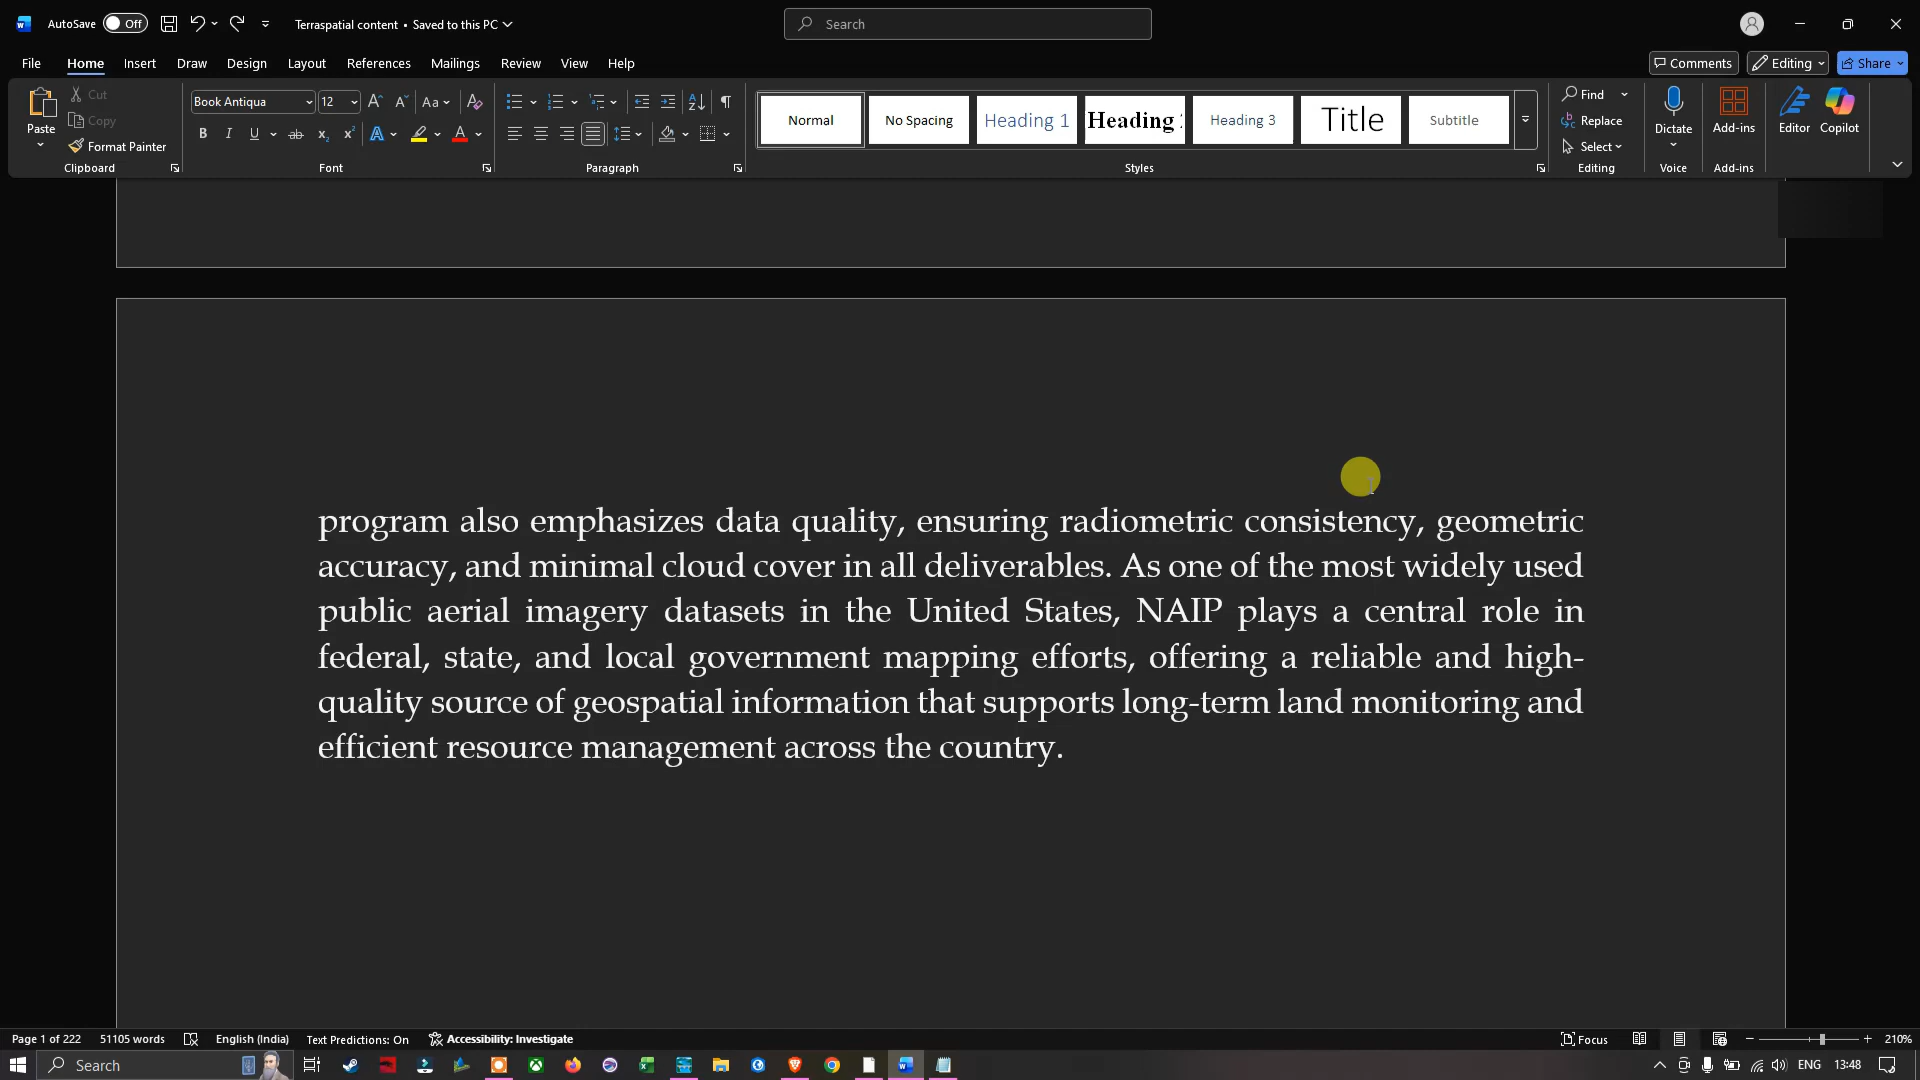 AutoSave Off Terraspatial content • Saved to this PC Search
File Home Insert Draw Design Layout References Mailings Review View Help Comments Editing Share
Paste Cut Copy Format Painter Clipboard
Book Antiqua 12 Aa B I U ab x₂ x² A A Font
Paragraph
Normal No Spacing Heading 1 Heading Heading 3 Title Subtitle Styles
Find Replace Select Editing
Dictate Voice
Add-ins Add-ins
Editor Copilot
program also emphasizes data quality, ensuring radiometric consistency, geometric
accuracy, and minimal cloud cover in all deliverables. As one of the most widely used
public aerial imagery datasets in the United States, NAIP plays a central role in
federal, state, and local government mapping efforts, offering a reliable and high-
quality source of geospatial information that supports long-term land monitoring and
efficient resource management across the country.
Page 1 of 222 51105 words English (India) Text Predictions: On Accessibility: Investigate Focus 210%
Search ENG 13:48